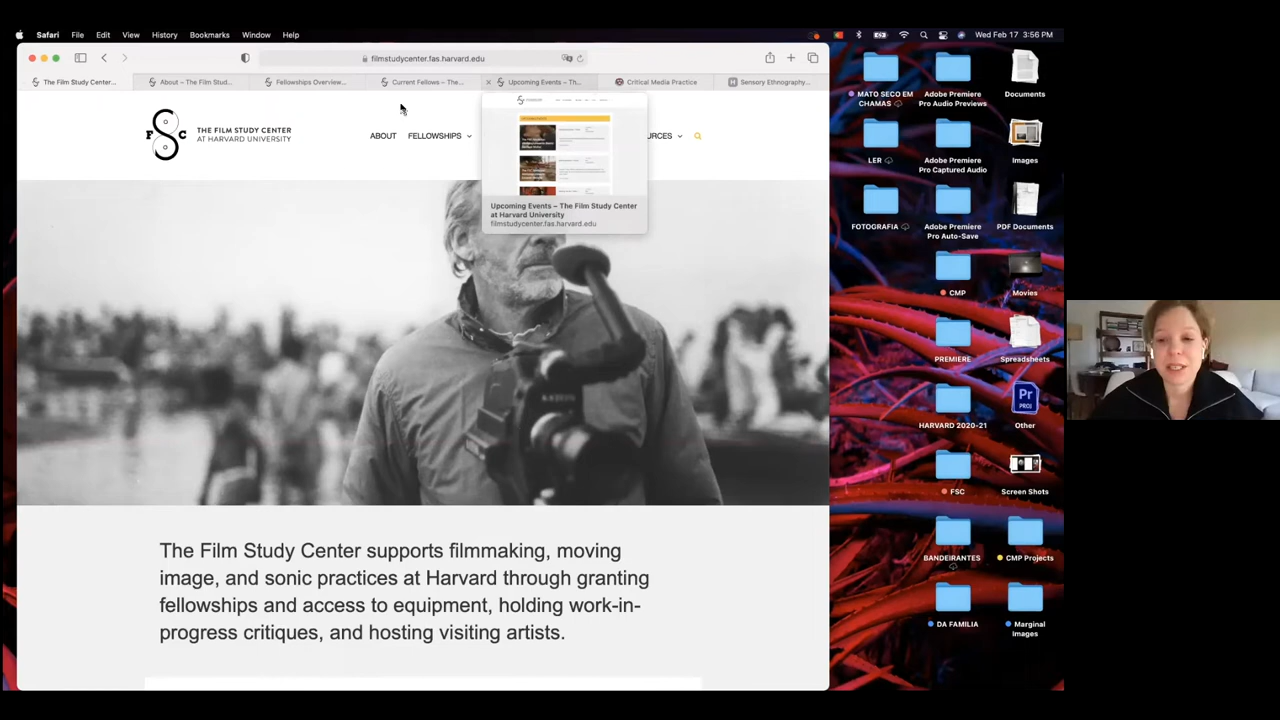 Safari File Edit View History Bookmarks Window Help
Wed Feb 17 3:56 PM
filmstudycenter.fas.harvard.edu
The Film Study Center...
About – The Film Stud...
Fellowships Overview...
Current Fellows – The...
Upcoming Events – Th...
Critical Media Practice
Sensory Ethnography...
F S C
THE FILM STUDY CENTER
AT HARVARD UNIVERSITY
ABOUT FELLOWSHIPS
URCES
Upcoming Events – The Film Study Center
at Harvard University
filmstudycenter.fas.harvard.edu
The Film Study Center supports filmmaking, moving
image, and sonic practices at Harvard through granting
fellowships and access to equipment, holding work-in-
progress critiques, and hosting visiting artists.
MATO SECO EM
CHAMAS
Adobe Premiere
Pro Audio Previews
Documents
LER
Adobe Premiere
Pro Captured Audio
Images
FOTOGRAFIA
Adobe Premiere
Pro Auto-Save
PDF Documents
CMP
Movies
PREMIERE
Spreadsheets
Pr
PROJ
HARVARD 2020-21
Other
FSC
Screen Shots
BANDEIRANTES
CMP Projects
DA FAMILIA
Marginal
Images